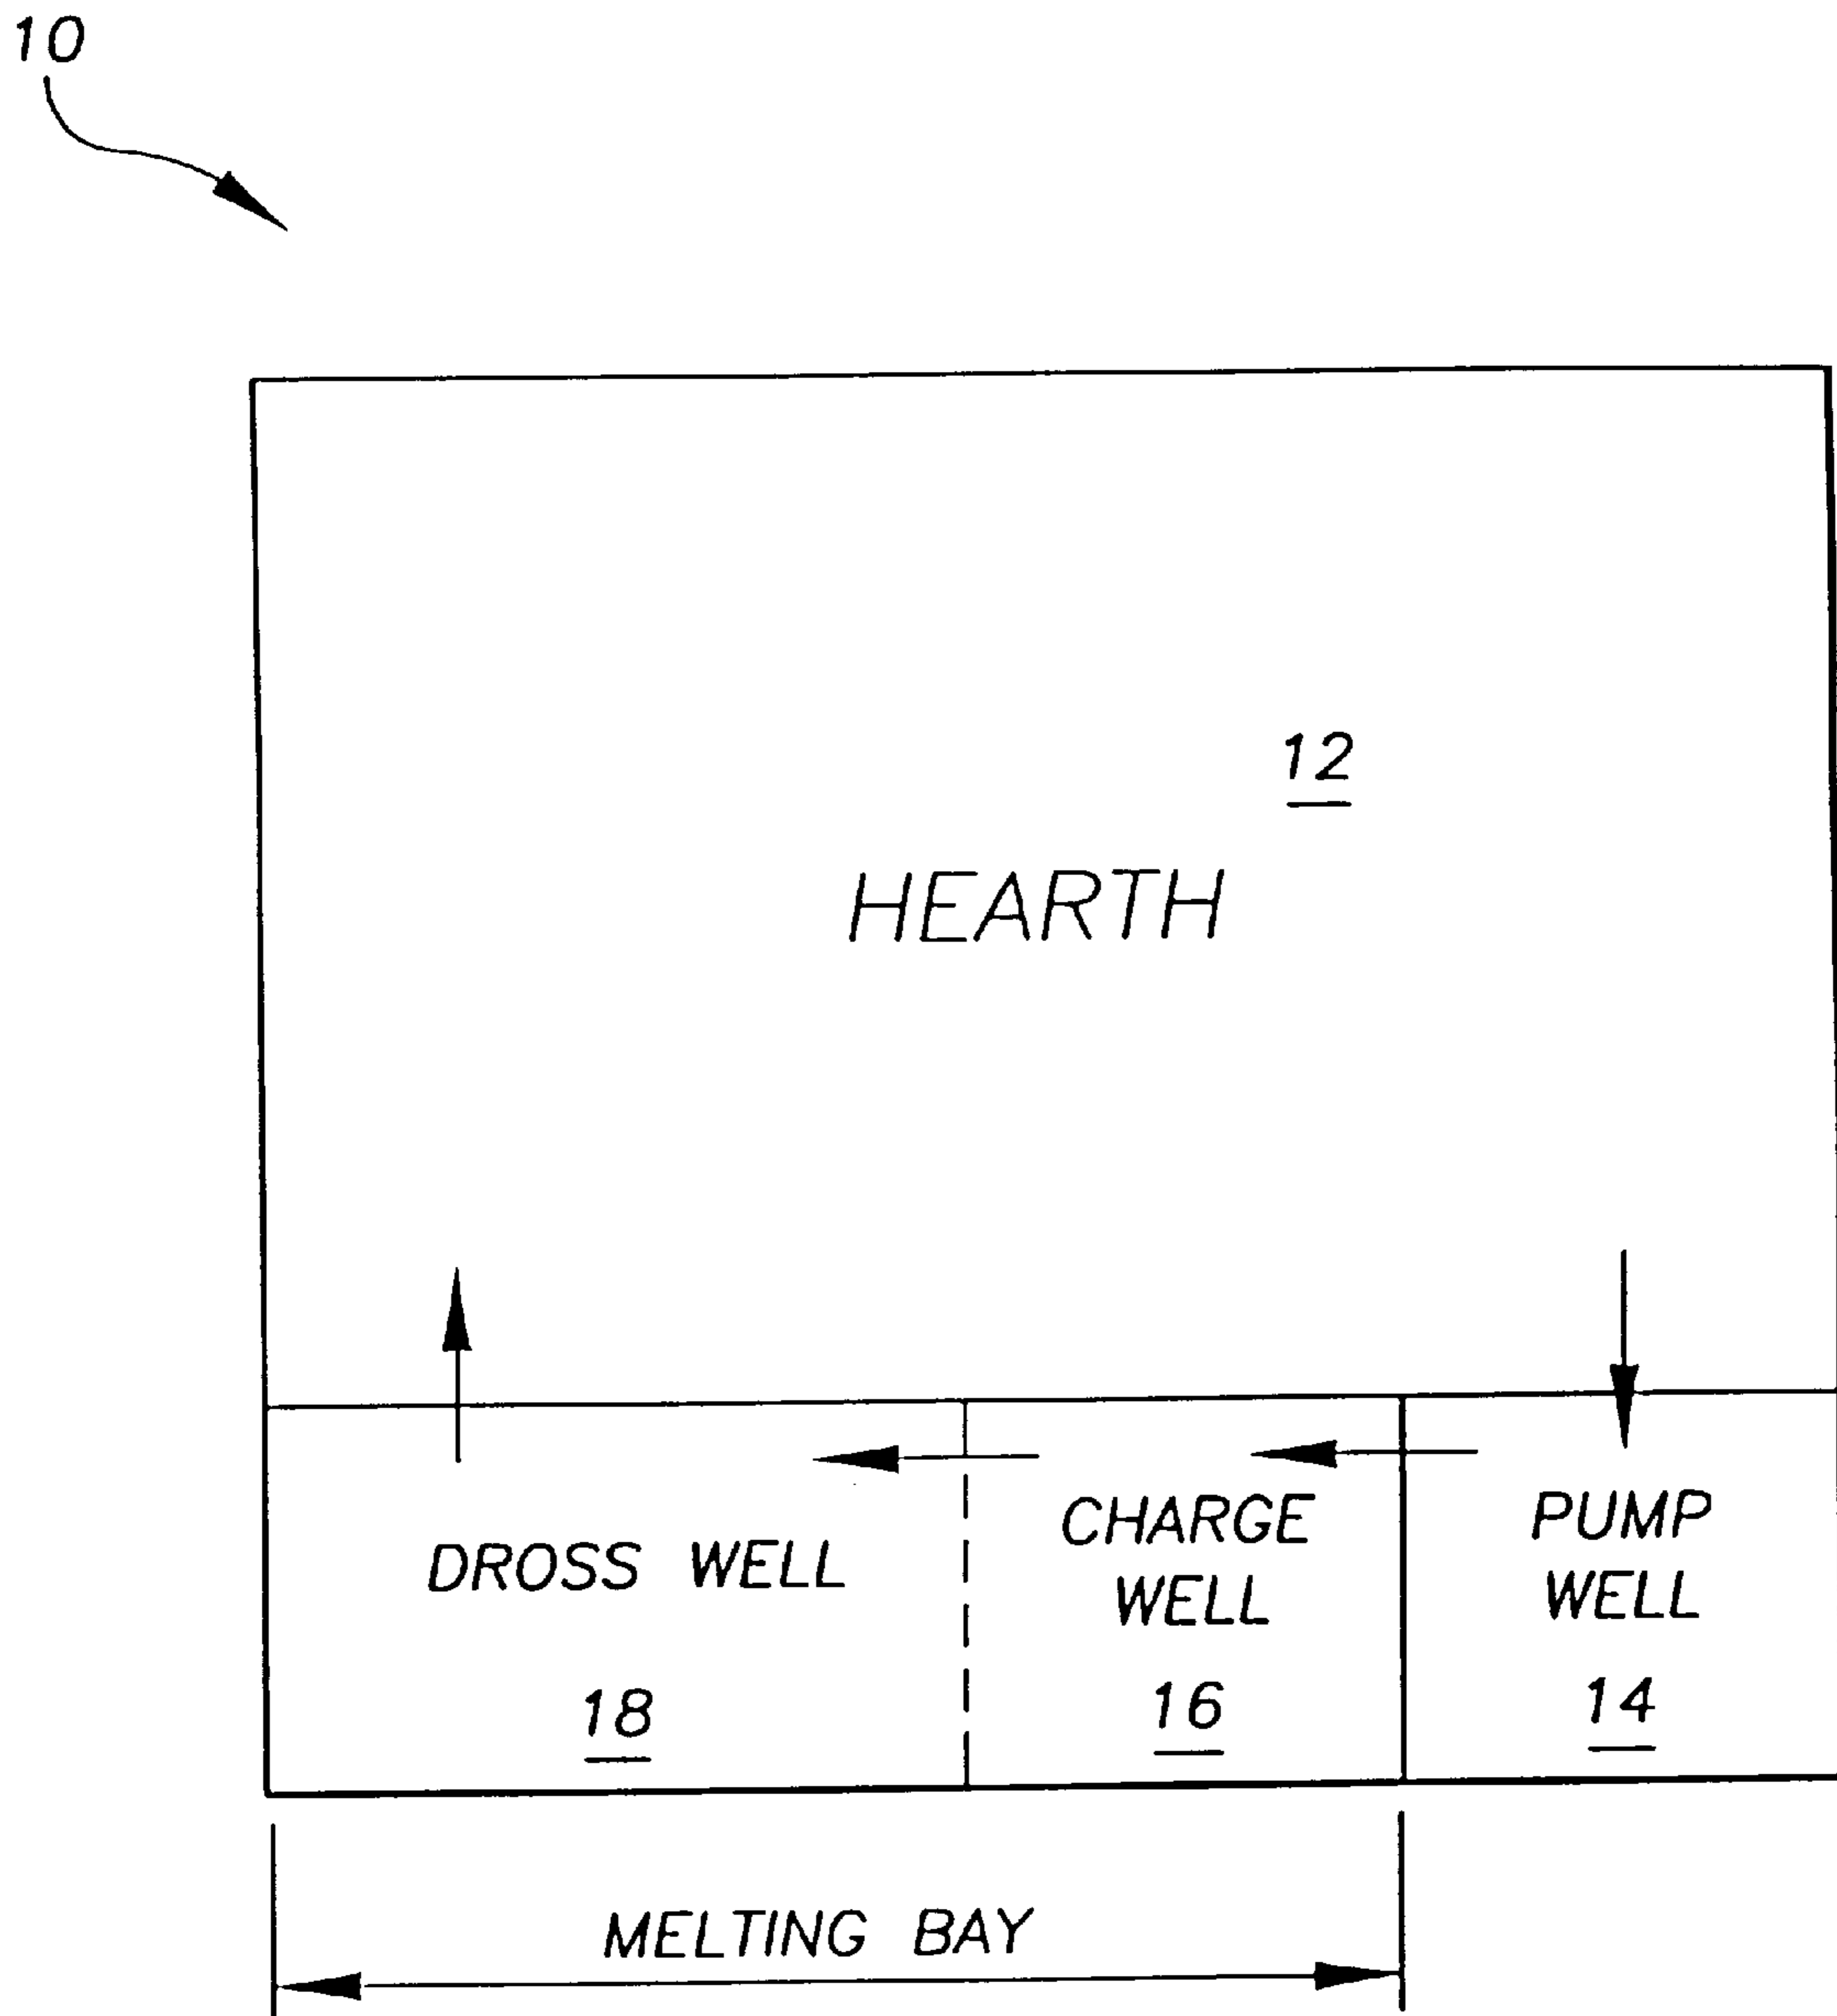 10
12
HEARTH
DROSS WELL
18
CHARGE
WELL
16
PUMP
WELL
14
MELTING BAY